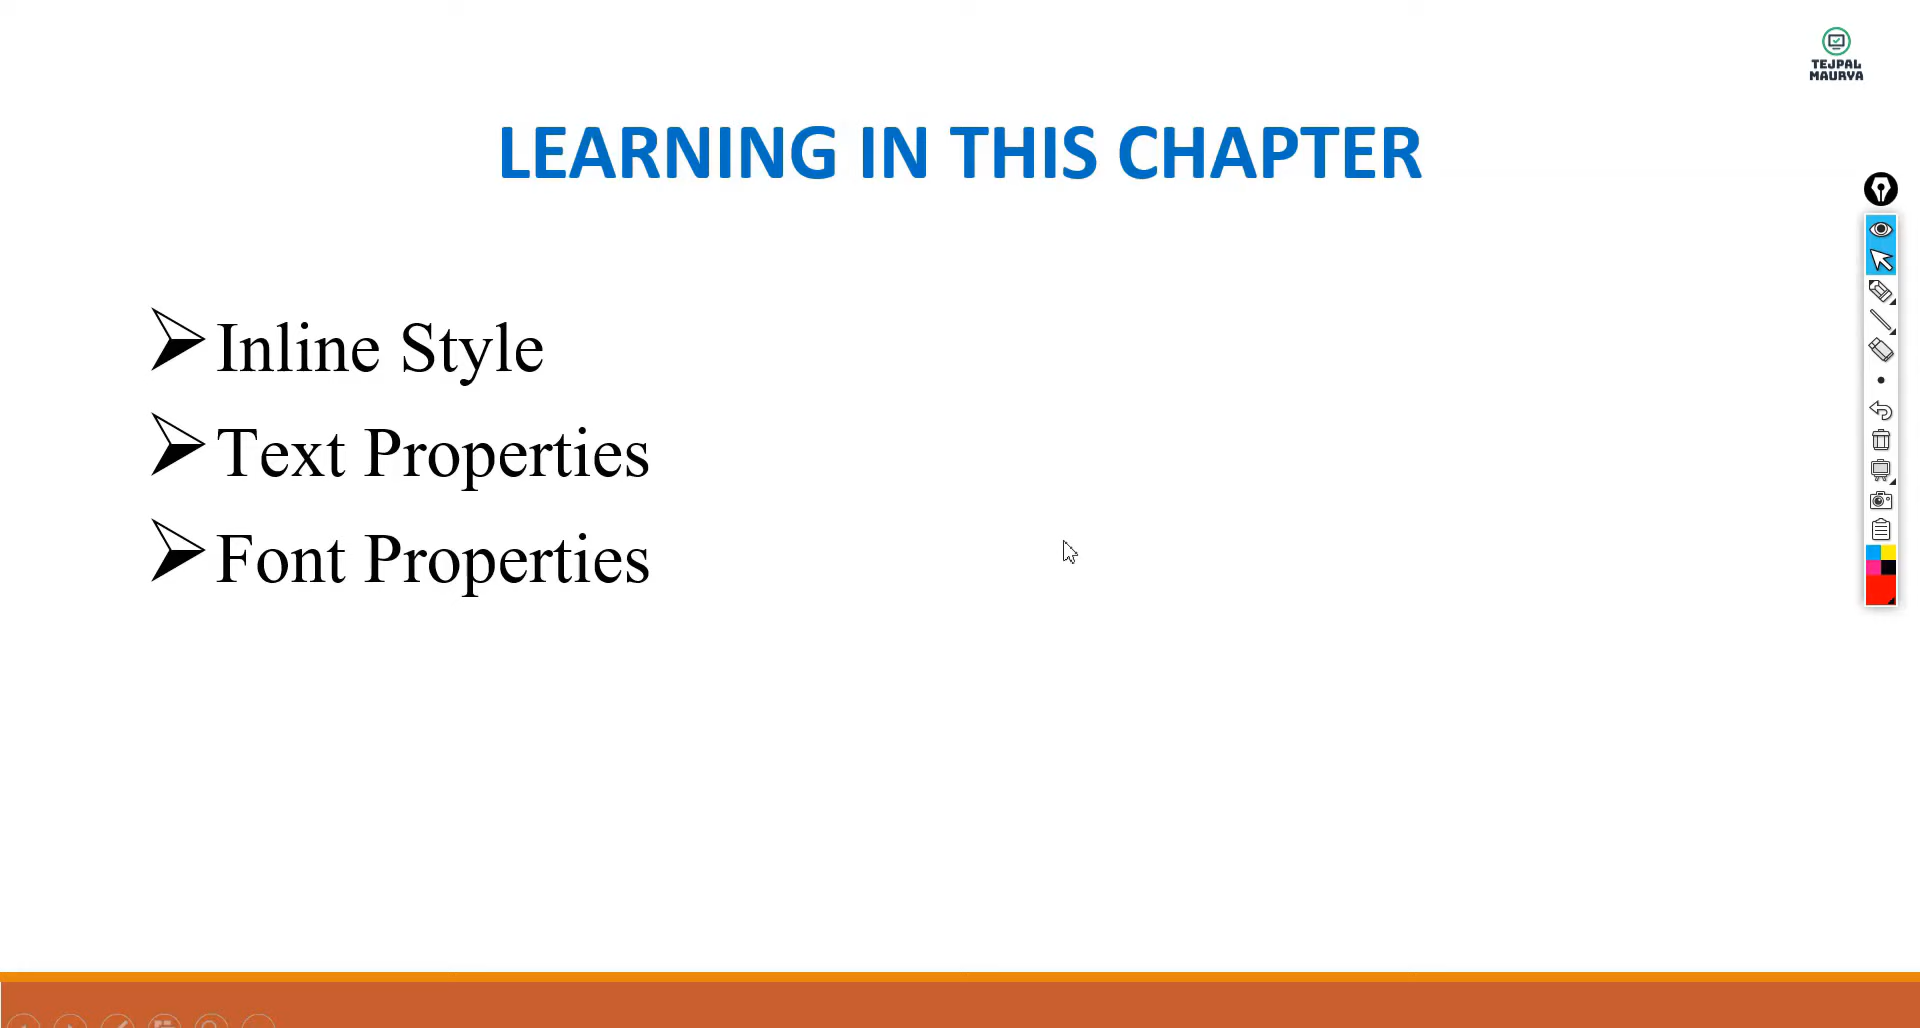 TEJPAL
MAURYA
LEARNING IN THIS CHAPTER
Inline Style
Text Properties
Font Properties